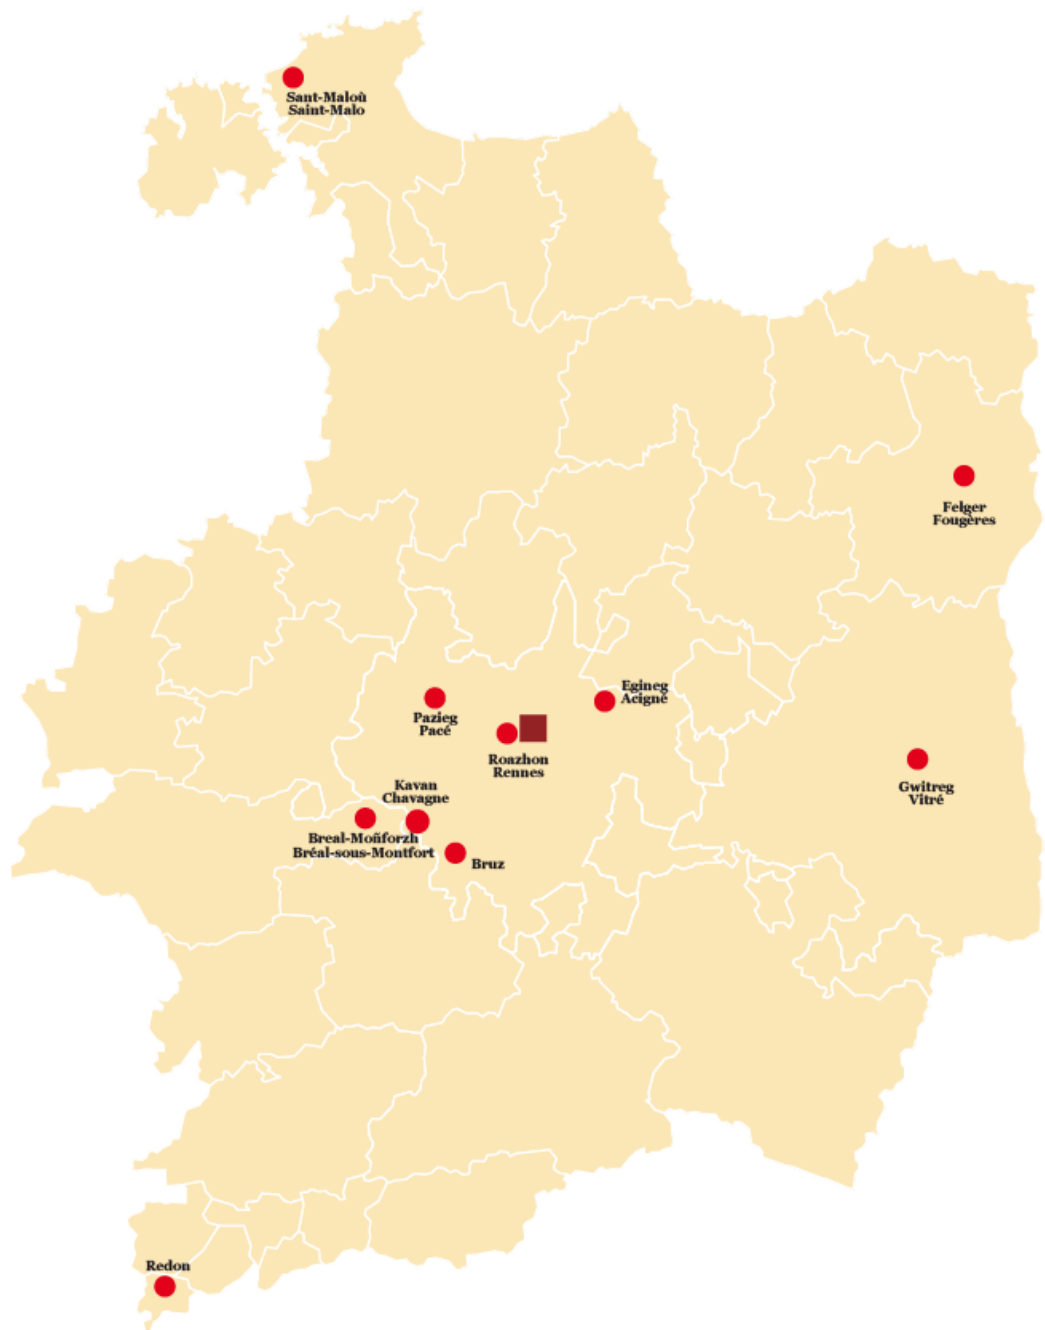 Sant-Maloù
Saint-Malo
Felger
Fougères
Egineg
Acigné
Pazieg
Pacé
Roazhon
Rennes
Gwitreg
Vitré
Kavan
Chavagne
Breal-Moñforzh
Bréal-sous-Montfort
Bruz
Redon